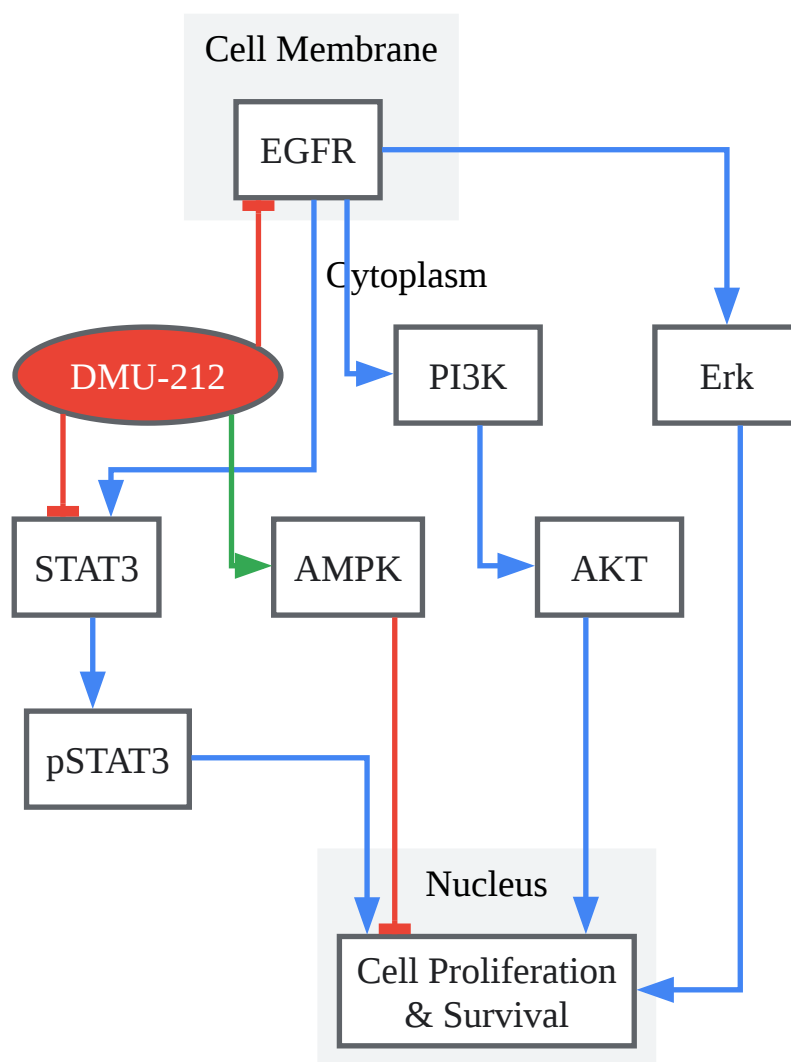 Cell Membrane
EGFR
Cytoplasm
DMU-212
PI3K
Erk
STAT3
AMPK
AKT
pSTAT3
Nucleus
Cell Proliferation
& Survival